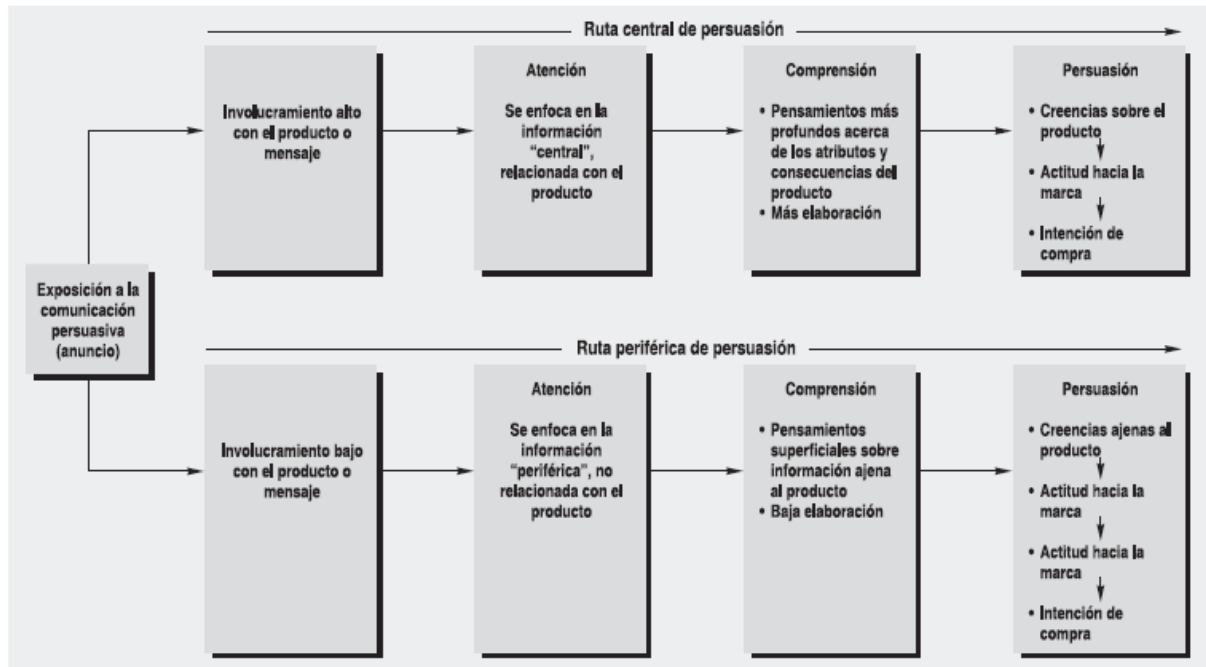 Ruta central de persuasión
Exposición a la
comunicación
persuasiva
(anuncio)
Involucramiento alto
con el producto o
mensaje
Atención
Se enfoca en la
información
“central”,
relacionada con el
producto
Comprensión
• Pensamientos más
profundos acerca
de los atributos y
consecuencias del
producto
• Más elaboración
Persuasión
• Creencias sobre el
producto
• Actitud hacia la
marca
• Intención de
compra
Ruta periférica de persuasión
Involucramiento bajo
con el producto o
mensaje
Atención
Se enfoca en la
información
“periférica”, no
relacionada con el
producto
Comprensión
• Pensamientos
superficiales sobre
información ajena
al producto
• Baja elaboración
Persuasión
• Creencias ajenas al
producto
• Actitud hacia la
marca
• Actitud hacia la
marca
• Intención de
compra